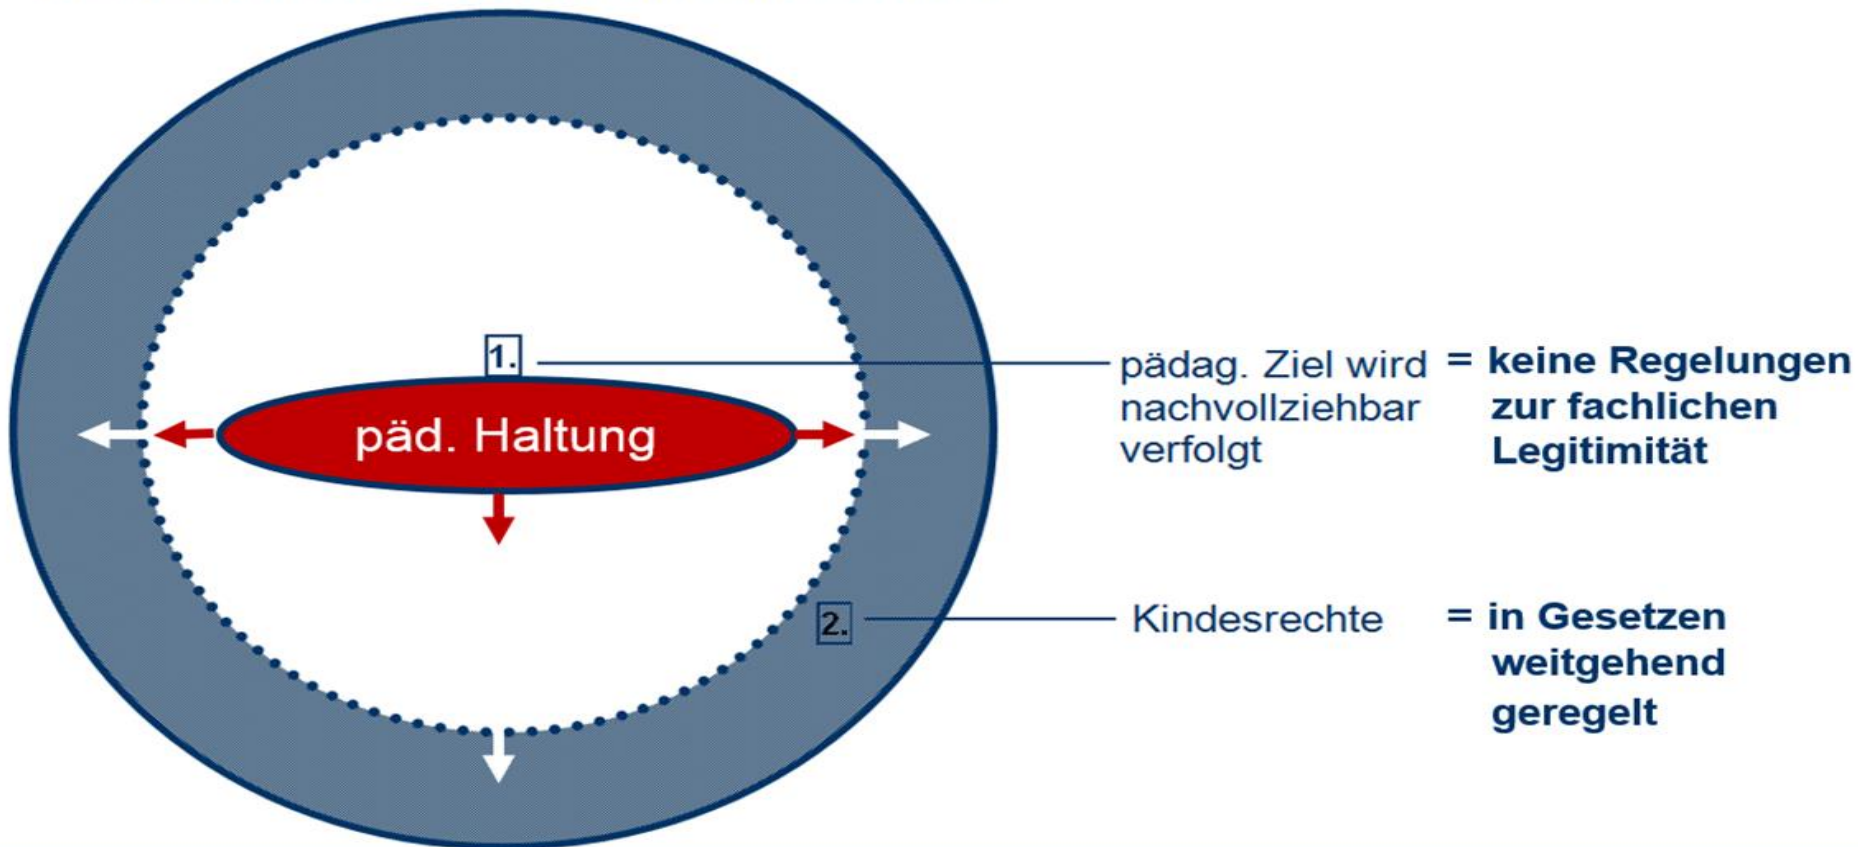 1.
päd. Haltung
pädag. Ziel wird = keine Regelungen
nachvollziehbar zur fachlichen
verfolgt Legitimität
2.
Kindesrechte = in Gesetzen
weitgehend
geregelt